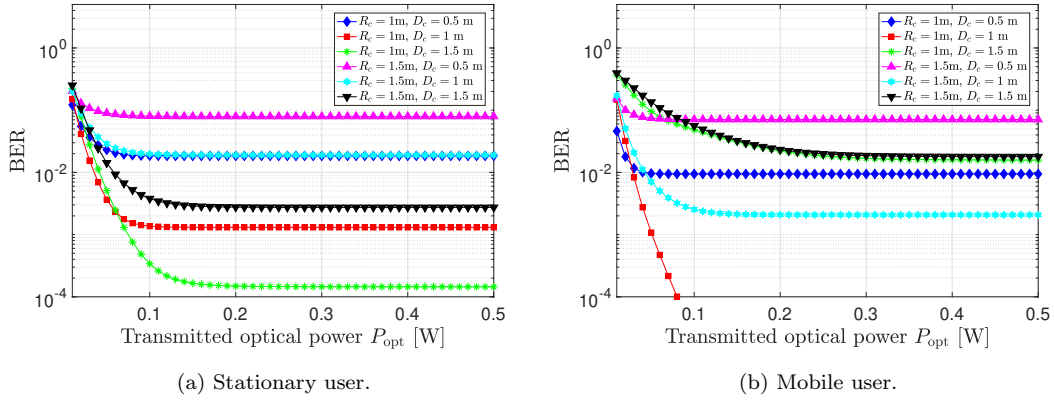 R_c = 1m, D_c = 0.5 m
R_c = 1m, D_c = 1 m
R_c = 1m, D_c = 1.5 m
R_c = 1.5m, D_c = 0.5 m
R_c = 1.5m, D_c = 1 m
R_c = 1.5m, D_c = 1.5 m
10^0
10^-2
10^-4
BER
0.1 0.2 0.3 0.4 0.5
Transmitted optical power P_opt [W]
(a) Stationary user.
R_c = 1m, D_c = 0.5 m
R_c = 1m, D_c = 1 m
R_c = 1m, D_c = 1.5 m
R_c = 1.5m, D_c = 0.5 m
R_c = 1.5m, D_c = 1 m
R_c = 1.5m, D_c = 1.5 m
10^0
10^-2
10^-4
BER
0.1 0.2 0.3 0.4 0.5
Transmitted optical power P_opt [W]
(b) Mobile user.